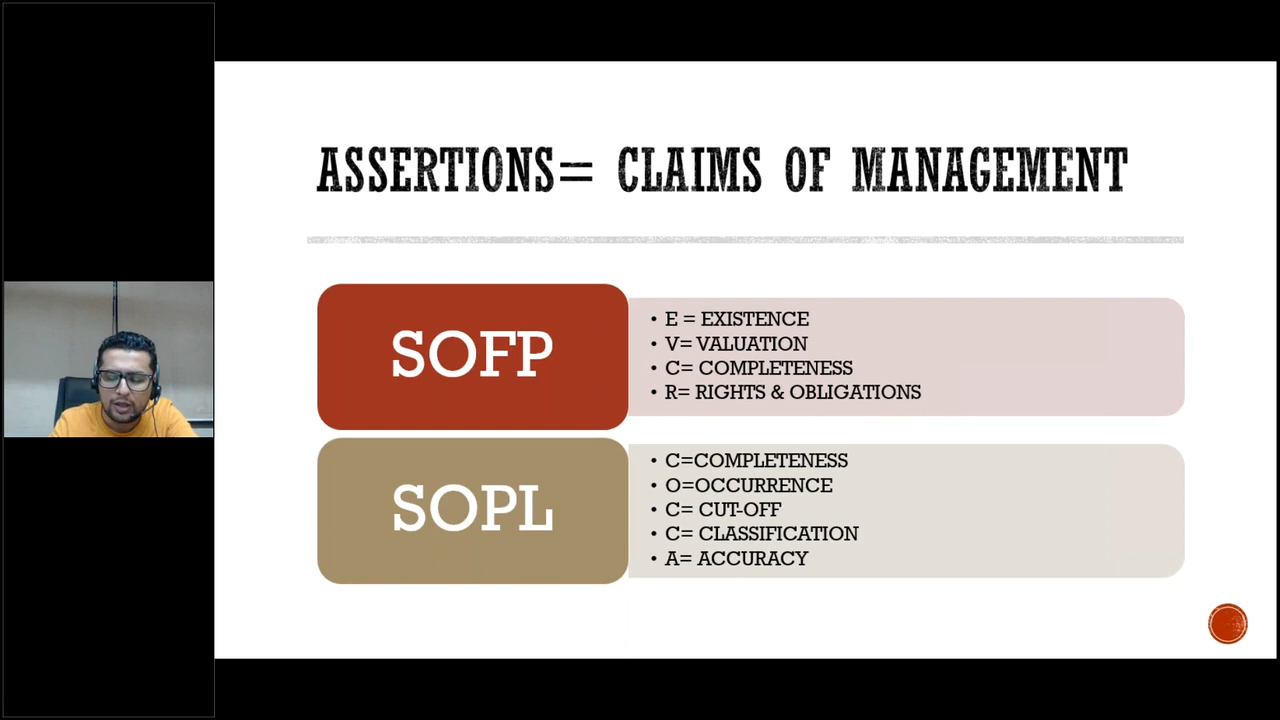 ASSERTIONS= CLAIMS OF MANAGEMENT
SOFP
• E = EXISTENCE
• V= VALUATION
• C= COMPLETENESS
• R= RIGHTS & OBLIGATIONS
SOPL
• C=COMPLETENESS
• O=OCCURRENCE
• C= CUT-OFF
• C= CLASSIFICATION
• A= ACCURACY